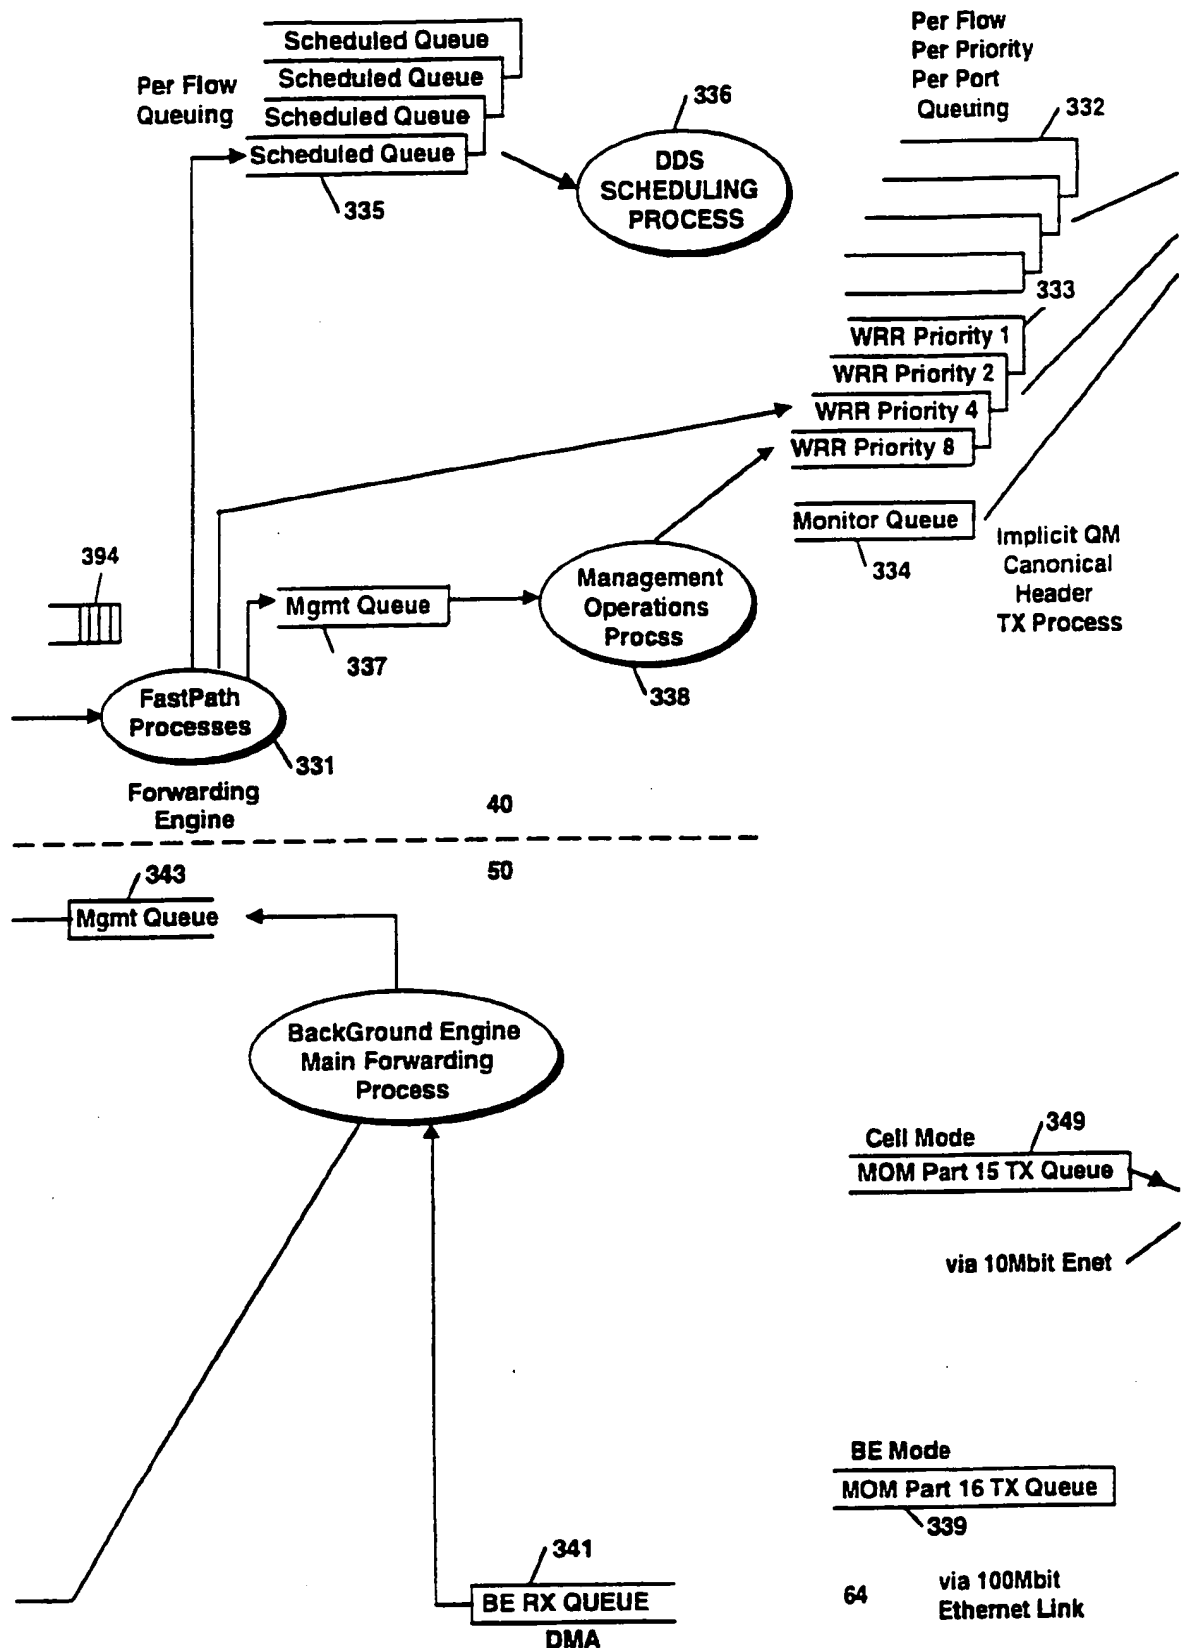 Scheduled Queue
Scheduled Queue
Scheduled Queue
Scheduled Queue
Per Flow
Queuing
335
336
DDS
SCHEDULING
PROCESS
Per Flow
Per Priority
Per Port
Queuing
332
333
WRR Priority 1
WRR Priority 2
WRR Priority 4
WRR Priority 8
Monitor Queue
334
Implicit QM
Canonical
Header
TX Process
394
Mgmt Queue
337
Management
Operations
Procss
338
FastPath
Processes
331
Forwarding
Engine
40
50
343
Mgmt Queue
BackGround Engine
Main Forwarding
Process
Cell Mode
349
MOM Part 15 TX Queue
via 10Mbit Enet
BE Mode
MOM Part 16 TX Queue
339
341
BE RX QUEUE
DMA
64
via 100Mbit
Ethernet Link